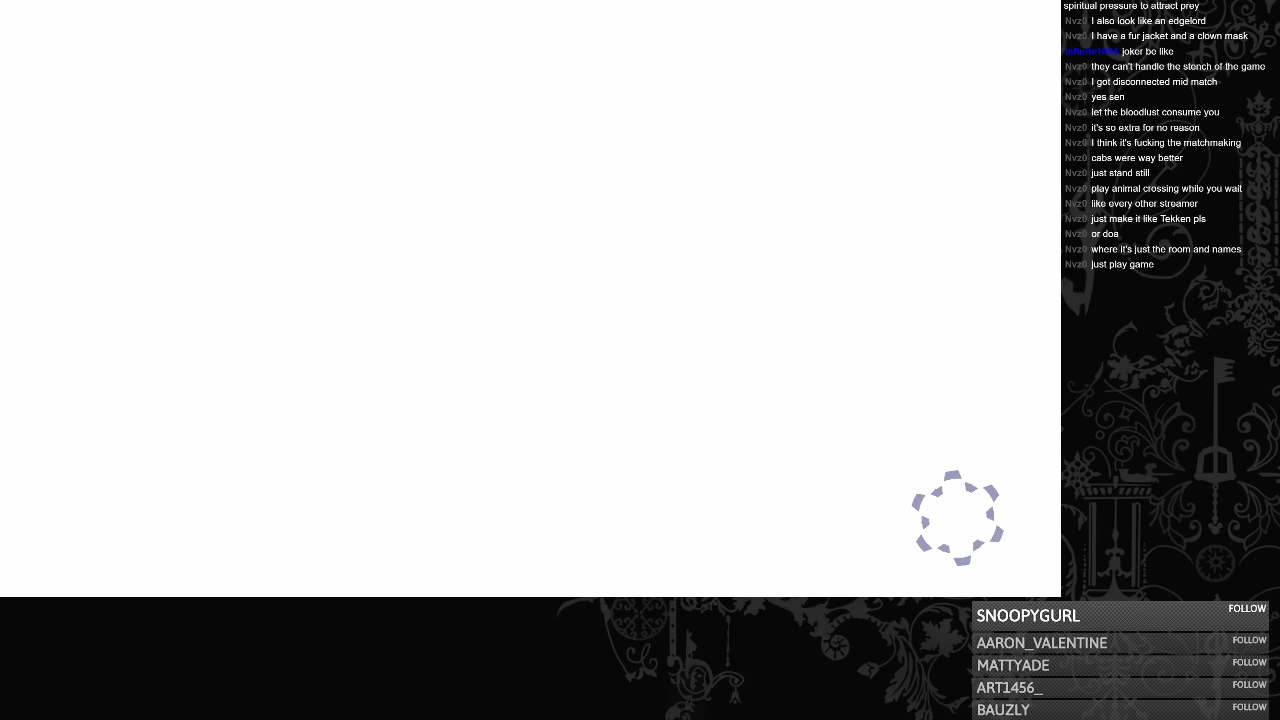 spiritual pressure to attract prey
Nvz0 I also look like an edgelord
Nvz0 I have a fur jacket and a clown mask
joker be like
Nvz0 they can't handle the stench of the game
Nvz0 I got disconnected mid match
Nvz0 yes sen
Nvz0 let the bloodlust consume you
Nvz0 it's so extra for no reason
Nvz0 I think it's fucking the matchmaking
Nvz0 cabs were way better
Nvz0 just stand still
Nvz0 play animal crossing while you wait
Nvz0 like every other streamer
Nvz0 just make it like Tekken pls
Nvz0 or doa
Nvz0 where it's just the room and names
Nvz0 just play game
SNOOPYGURL FOLLOW
AARON_VALENTINE FOLLOW
MATTYADE FOLLOW
ART1456_ FOLLOW
BAUZLY FOLLOW